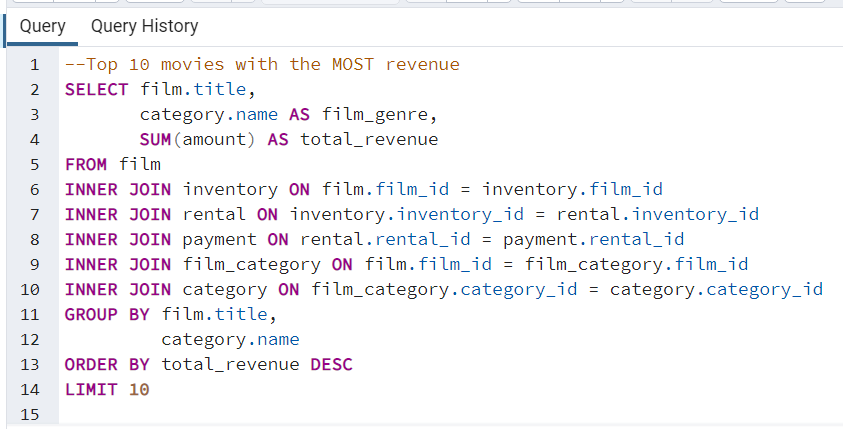 Query Query History
1 --Top 10 movies with the MOST revenue
2 SELECT film.title,
3 category.name AS film_genre,
4 SUM(amount) AS total_revenue
5 FROM film
6 INNER JOIN inventory ON film.film_id = inventory.film_id
7 INNER JOIN rental ON inventory.inventory_id = rental.inventory_id
8 INNER JOIN payment ON rental.rental_id = payment.rental_id
9 INNER JOIN film_category ON film.film_id = film_category.film_id
10 INNER JOIN category ON film_category.category_id = category.category_id
11 GROUP BY film.title,
12 category.name
13 ORDER BY total_revenue DESC
14 LIMIT 10
15